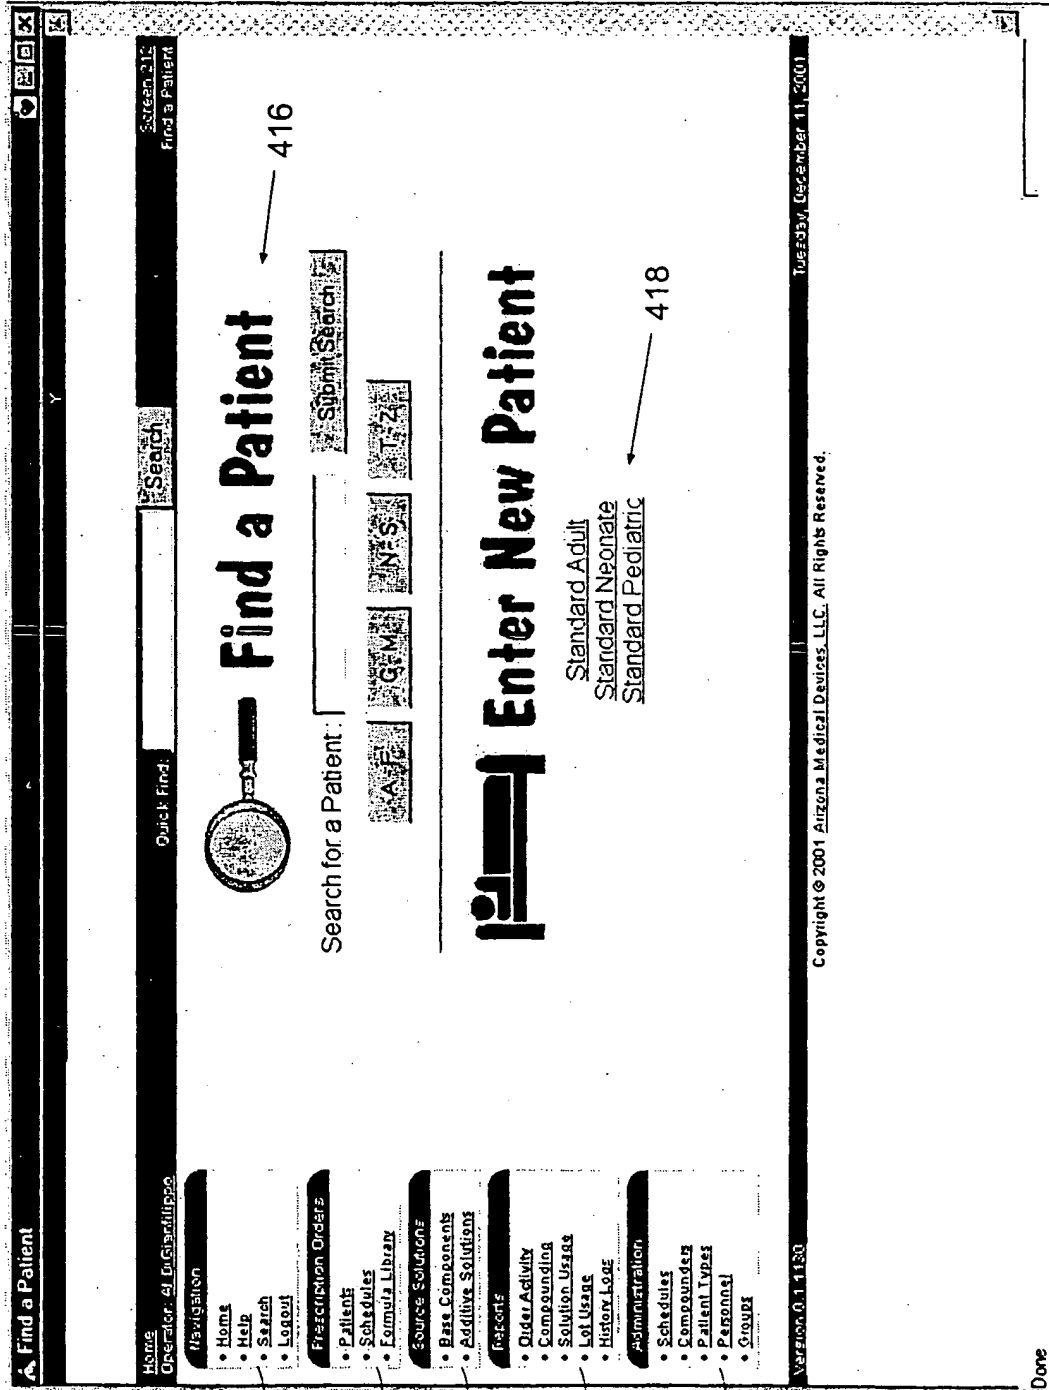 Find a Patient
Home
Screen 212
Operator: Al DiGianfilippo
Quick Find:
Search
Find a Patient
Navigation
• Home
• Help
• Search
• Logout
Prescription Orders
• Patients
• Schedules
• Formula Library
Source Solutions
• Base Components
• Additive Solutions
Reports
• Order Activity
• Compounding
• Solution Usage
• Lot Usage
• History Logs
Administration
• Schedules
• Compounders
• Patient Types
• Personnel
• Groups
Find a Patient
416
Search for a Patient:
Submit Search
A - F
G - M
N - S
T - Z
Enter New Patient
Standard Adult
Standard Neonate
Standard Pediatric
418
Version 0.1.1130
Tuesday, December 11, 2001
Copyright © 2001 Arizona Medical Devices, LLC. All Rights Reserved.
Done